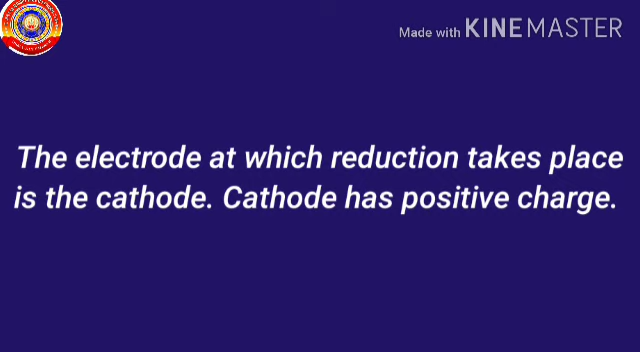 Made with KINEMASTER
The electrode at which reduction takes place
is the cathode. Cathode has positive charge.